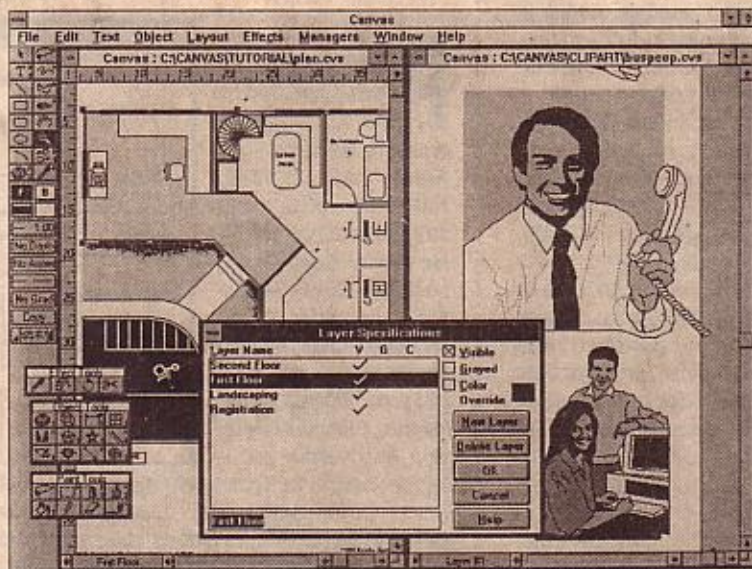 Canvas
File Edit Text Object Layout Effects Managers Window Help
Canvas : C:\CANVAS\TUTORIAL\plan.cvs
Canvas : C:\CANVAS\CLIPART\buspeop.cvs
Layer Specifications
Layer Name V G C
Second Floor
First Floor
Landscaping
Registration
Visible
Grayed
Color
Override
New Layer
Delete Layer
OK
Cancel
Help
First Floor
First Floor
Layer #1